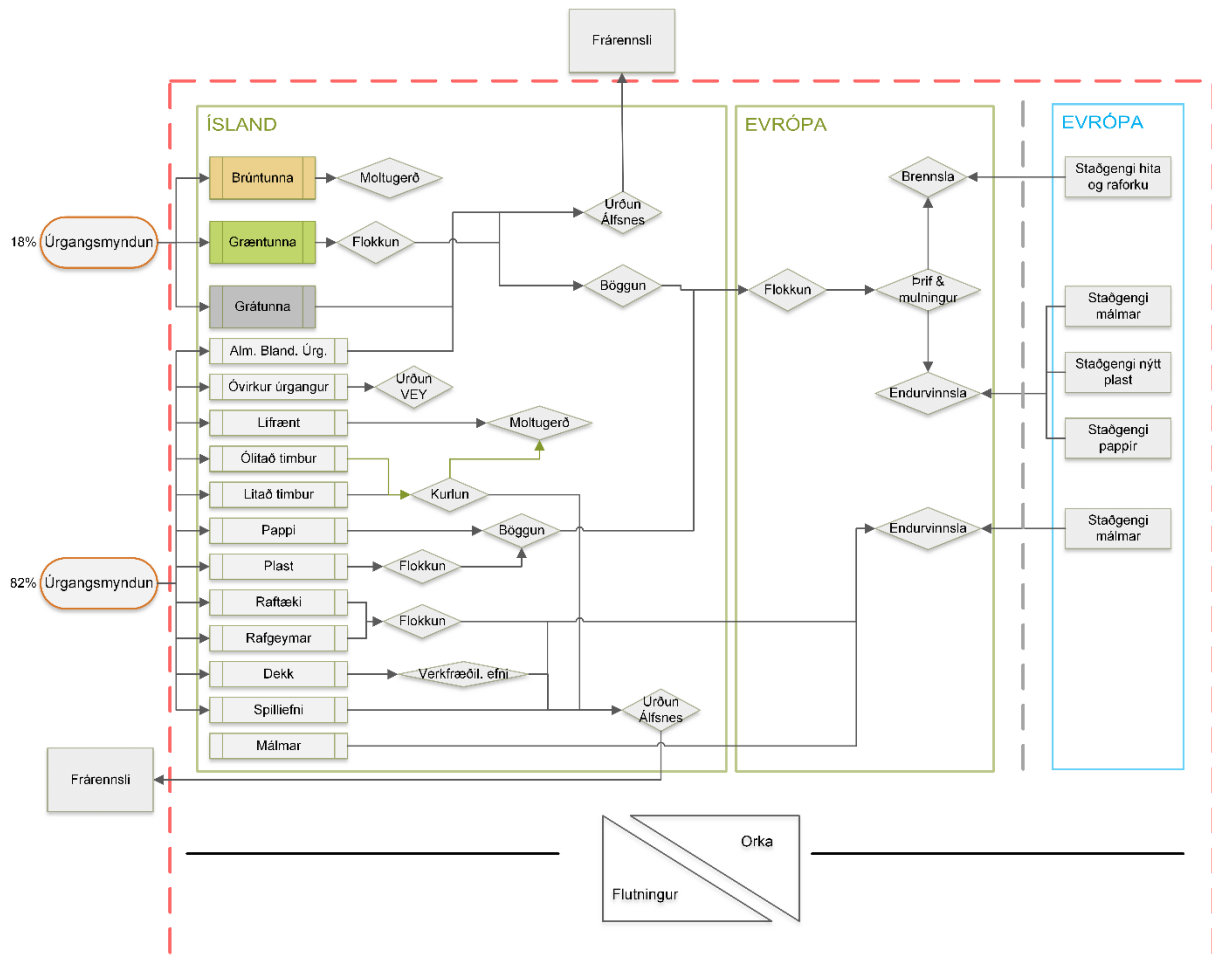 Frárennsli
ÍSLAND
EVRÓPA
EVRÓPA
Brúntunna
Moltugerð
Brennsla
Staðgengi hita
og raforku
Urðun
Álfsnes
18%
Úrgangsmyndun
Græntunna
Flokkun
Böggun
Flokkun
Þrif &
mulningur
Grátunna
Staðgengi
málmar
Alm. Bland. Úrg.
Óvirkur úrgangur
Urðun
VEY
Endurvinnsla
Staðgengi nýtt
plast
Lífrænt
Moltugerð
Staðgengi
pappír
Ólitað timbur
Litað timbur
Kurlun
Pappi
Böggun
Endurvinnsla
Staðgengi
málmar
82%
Úrgangsmyndun
Plast
Flokkun
Raftæki
Flokkun
Rafgeymar
Dekk
Verkfræðil. efni
Spilliefni
Urðun
Álfsnes
Málmar
Frárennsli
Orka
Flutningur